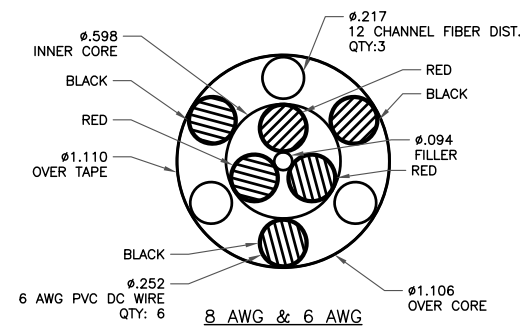 ø.217
12 CHANNEL FIBER DIST.
QTY:3
ø.598
INNER CORE
BLACK
RED
BLACK
RED
ø.094
FILLER
RED
ø1.110
OVER TAPE
BLACK
ø.252
6 AWG PVC DC WIRE
QTY: 6
ø1.106
OVER CORE
8 AWG & 6 AWG